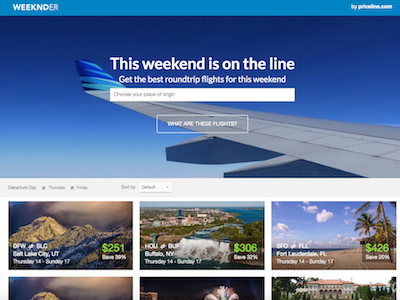 WEEKNDER
by priceline.com
This weekend is on the line
Get the best roundtrip flights for this weekend
Choose your place of origin
WHAT ARE THESE FLIGHTS?
Departure Day Thursday Friday Sort by Default
DFW SLC $251
Salt Lake City, UT
Thursday 14 - Sunday 17 Save 39%
HOU BUF $306
Buffalo, NY
Thursday 14 - Sunday 17 Save 32%
SFO FLL $426
Fort Lauderdale, FL
Thursday 14 - Sunday 17 Save 20%